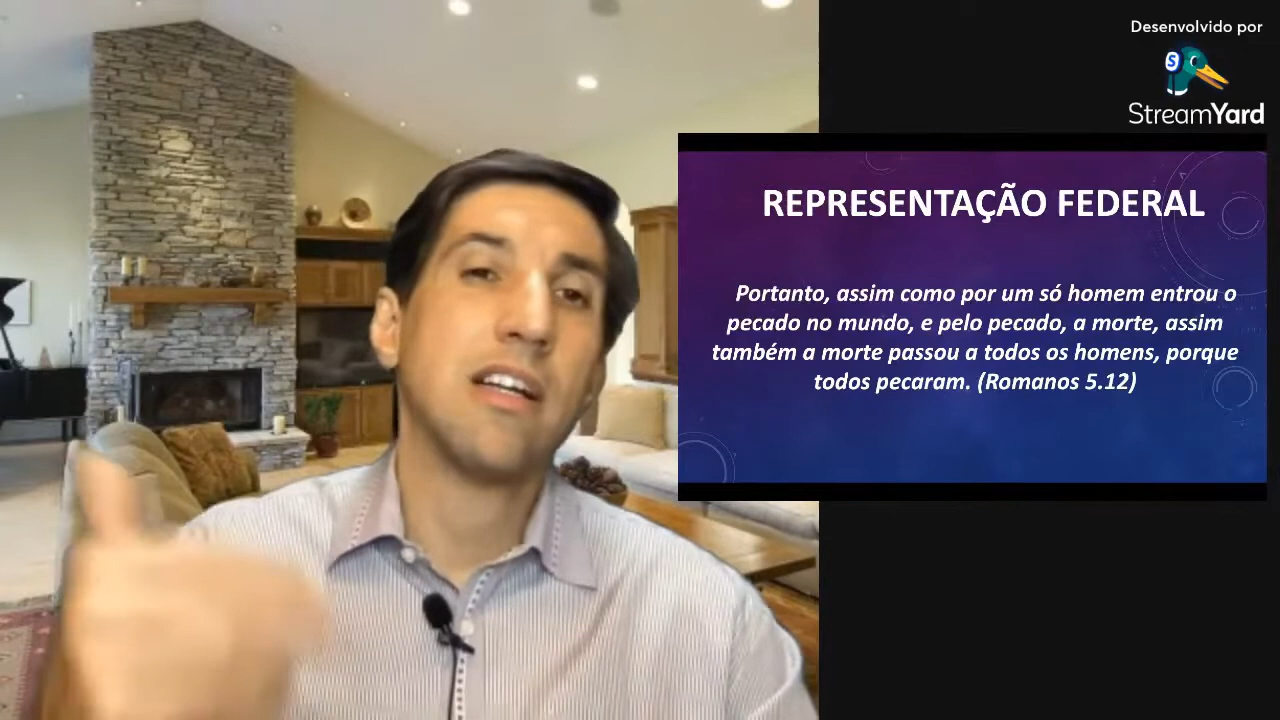 Desenvolvido por
S
StreamYard
REPRESENTAÇÃO FEDERAL
Portanto, assim como por um só homem entrou o
pecado no mundo, e pelo pecado, a morte, assim
também a morte passou a todos os homens, porque
todos pecaram. (Romanos 5.12)